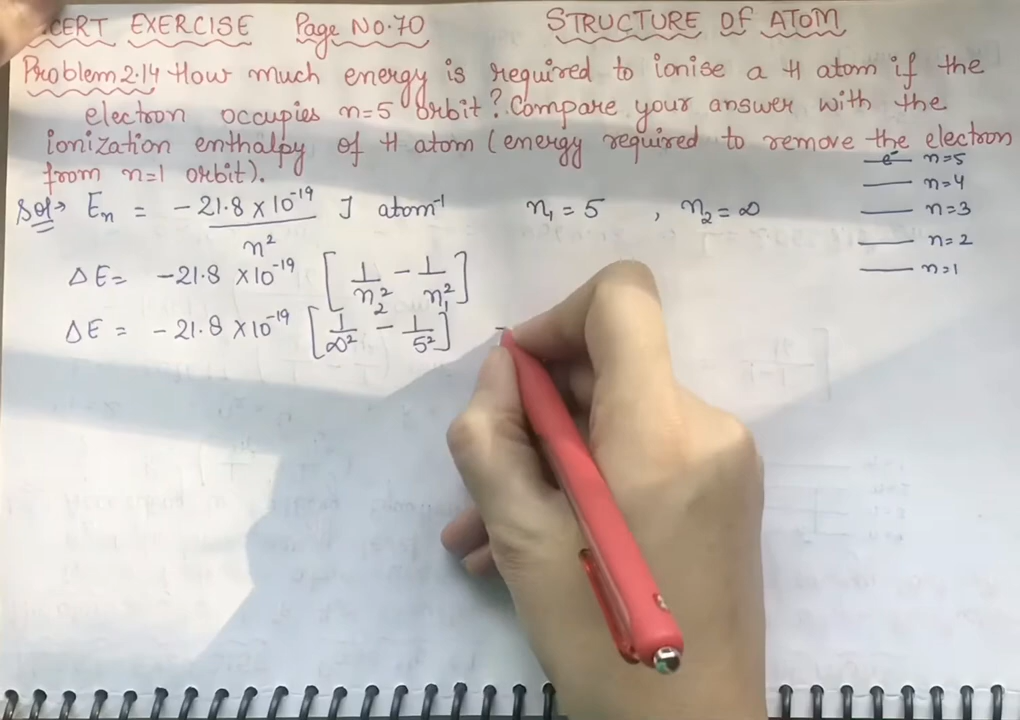 CERT EXERCISE Page No.70 STRUCTURE OF ATOM
Problem 2.14 How much energy is required to ionise a H atom if the
electron occupies n=5 orbit? Compare your answer with the
ionization enthalpy of H atom (energy required to remove the electron
from n=1 orbit).
e⁻ n=5
n=4
n=3
n=2
n=1
Sol→ En = -21.8 × 10⁻¹⁹ / n² J atom⁻¹ n₁ = 5 , n₂ = ∞
ΔE = -21.8 × 10⁻¹⁹ [1/n₂² - 1/n₁²]
ΔE = -21.8 × 10⁻¹⁹ [1/∞² - 1/5²]